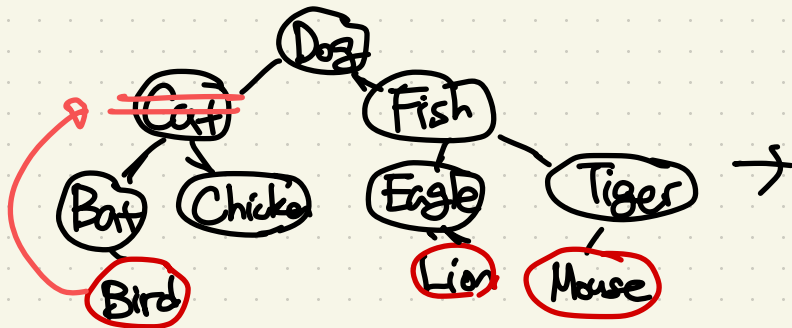 Dog
Cat
Fish
Bat
Chicken
Eagle
Tiger
Bird
Lion
Mouse